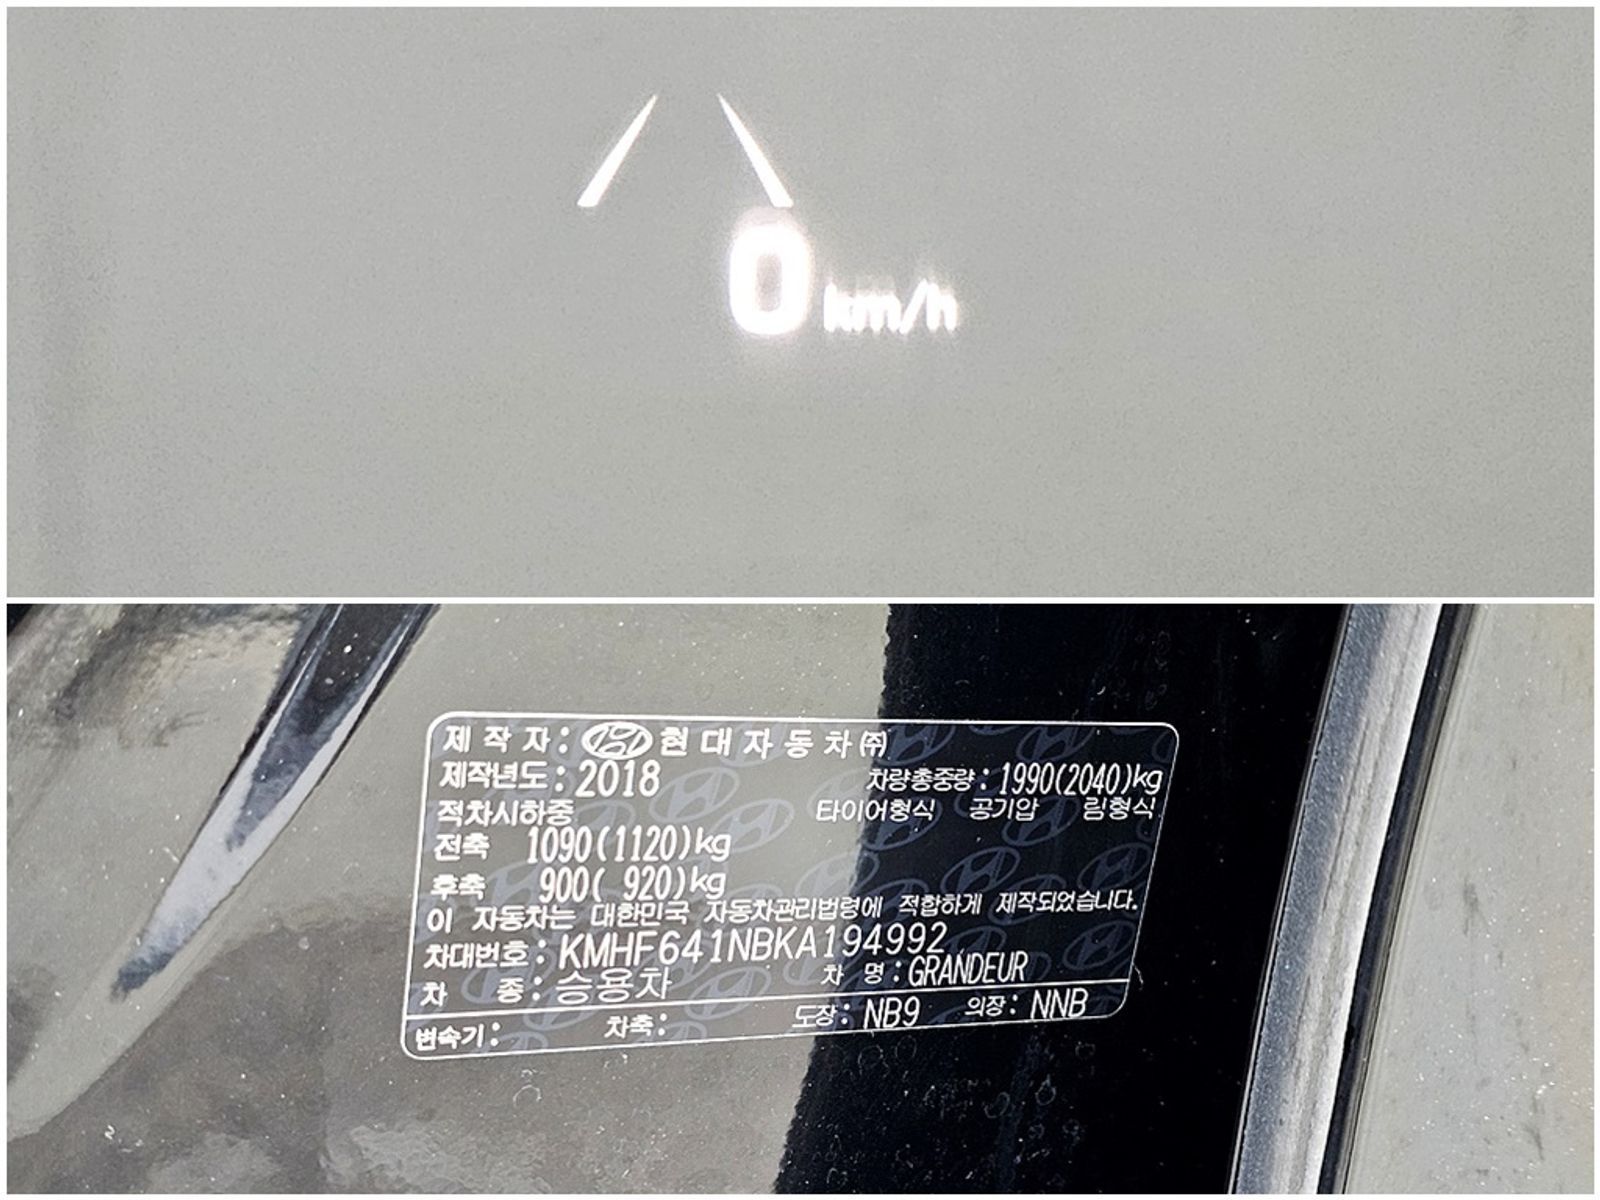 0 km/h
제 작 자 : 현 대 자 동 차 ㈜
제작년도 : 2018 차량총중량 : 1990(2040)kg
적차시하중 타이어형식 공기압 림형식
전축 1090(1120)kg
후축 900( 920)kg
이 자동차는 대한민국 자동차관리법령에 적합하게 제작되었습니다.
차대번호 : KMHF641NBKA194992
차 종 : 승용차 차 명 : GRANDEUR
변속기 : 차축 : 도장 : NB9 의장 : NNB